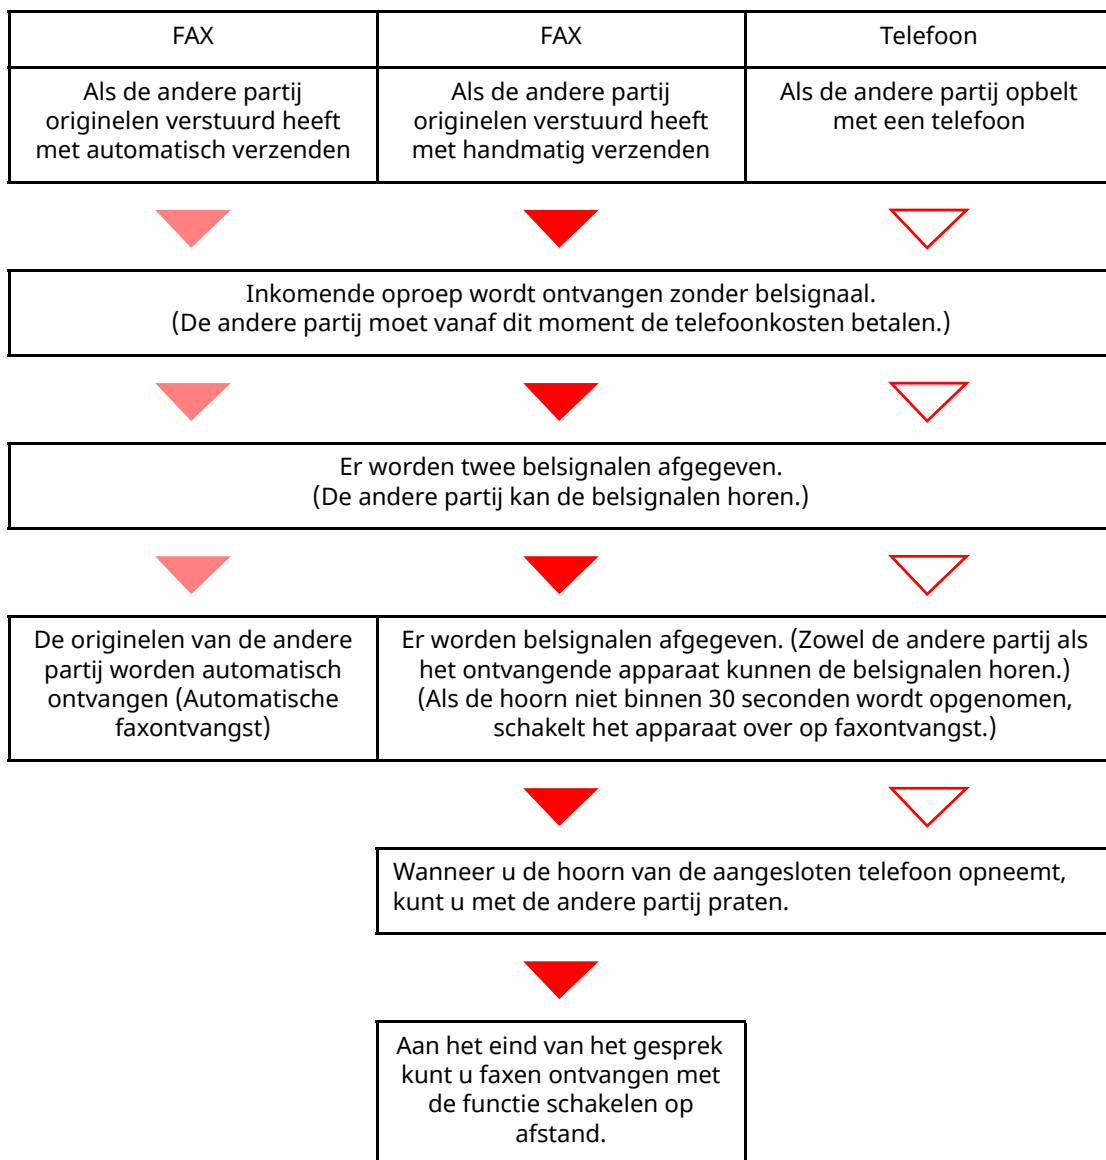 FAX
FAX
Telefoon
Als de andere partij
originelen verstuurd heeft
met automatisch verzenden
Als de andere partij
originelen verstuurd heeft
met handmatig verzenden
Als de andere partij opbelt
met een telefoon
Inkomende oproep wordt ontvangen zonder belsignaal.
(De andere partij moet vanaf dit moment de telefoonkosten betalen.)
Er worden twee belsignalen afgegeven.
(De andere partij kan de belsignalen horen.)
De originelen van de andere
partij worden automatisch
ontvangen (Automatische
faxontvangst)
Er worden belsignalen afgegeven. (Zowel de andere partij als
het ontvangende apparaat kunnen de belsignalen horen.)
(Als de hoorn niet binnen 30 seconden wordt opgenomen,
schakelt het apparaat over op faxontvangst.)
Wanneer u de hoorn van de aangesloten telefoon opneemt,
kunt u met de andere partij praten.
Aan het eind van het gesprek
kunt u faxen ontvangen met
de functie schakelen op
afstand.